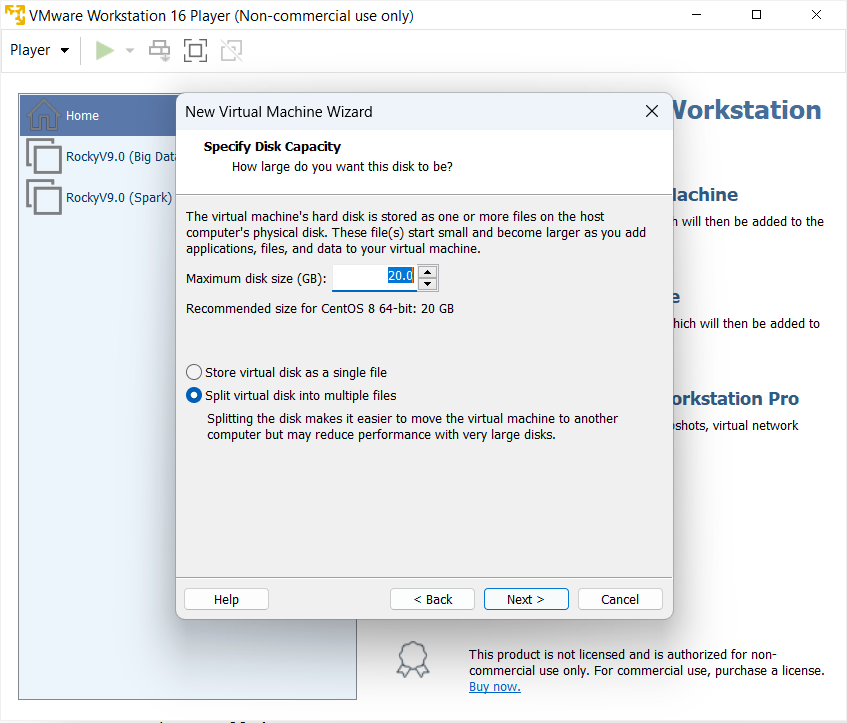 VMware Workstation 16 Player (Non-commercial use only)
Player
Home
RockyV9.0 (Big Data
RockyV9.0 (Spark)
New Virtual Machine Wizard
Specify Disk Capacity
How large do you want this disk to be?
The virtual machine's hard disk is stored as one or more files on the host
computer's physical disk. These file(s) start small and become larger as you add
applications, files, and data to your virtual machine.
Maximum disk size (GB): 20.0
Recommended size for CentOS 8 64-bit: 20 GB
Store virtual disk as a single file
Split virtual disk into multiple files
Splitting the disk makes it easier to move the virtual machine to another
computer but may reduce performance with very large disks.
Help
< Back
Next >
Cancel
Workstation
achine
will then be added to the
e
hich will then be added to
orkstation Pro
shots, virtual network
This product is not licensed and is authorized for non-
commercial use only. For commercial use, purchase a license.
Buy now.